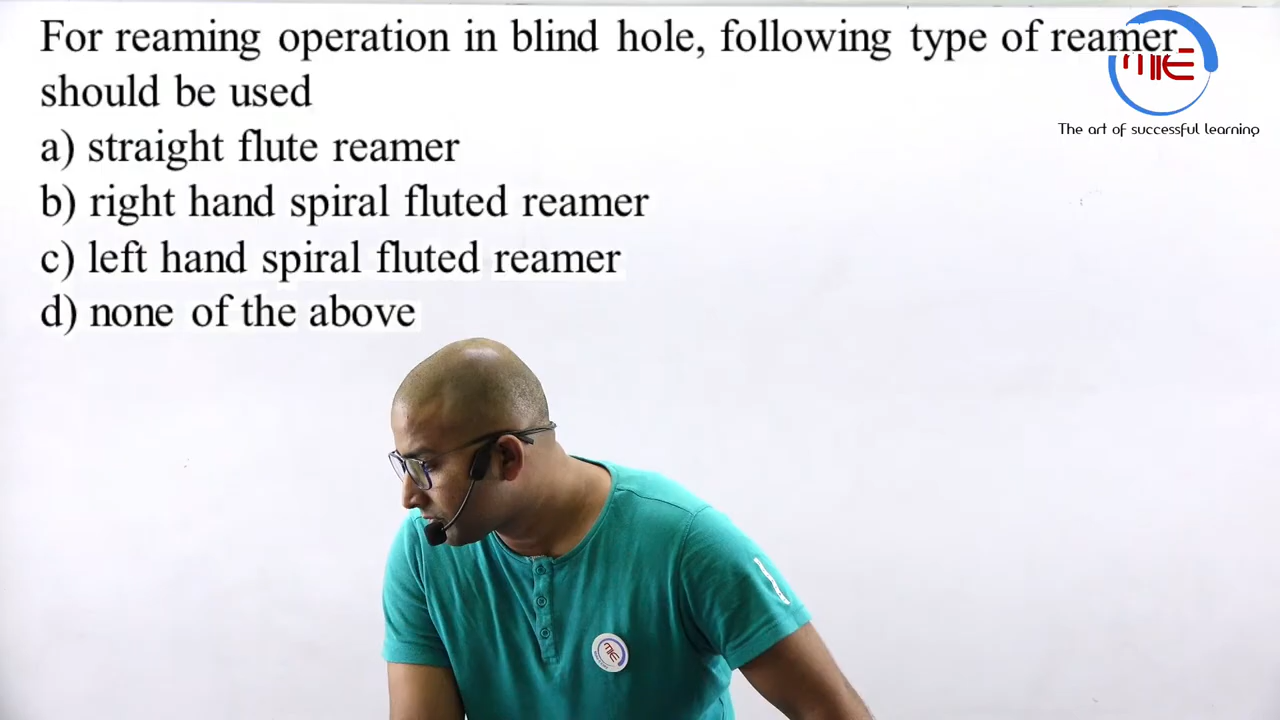 For reaming operation in blind hole, following type of reamer
should be used
a) straight flute reamer
b) right hand spiral fluted reamer
c) left hand spiral fluted reamer
d) none of the above
MIE
The art of successful learning